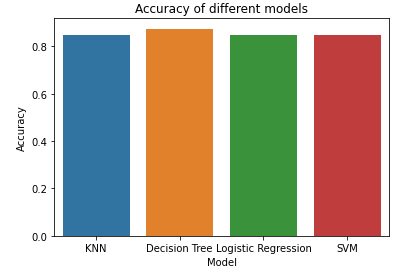 Accuracy of different models
Accuracy
0.8
0.6
0.4
0.2
0.0
KNN Decision Tree Logistic Regression SVM
Model